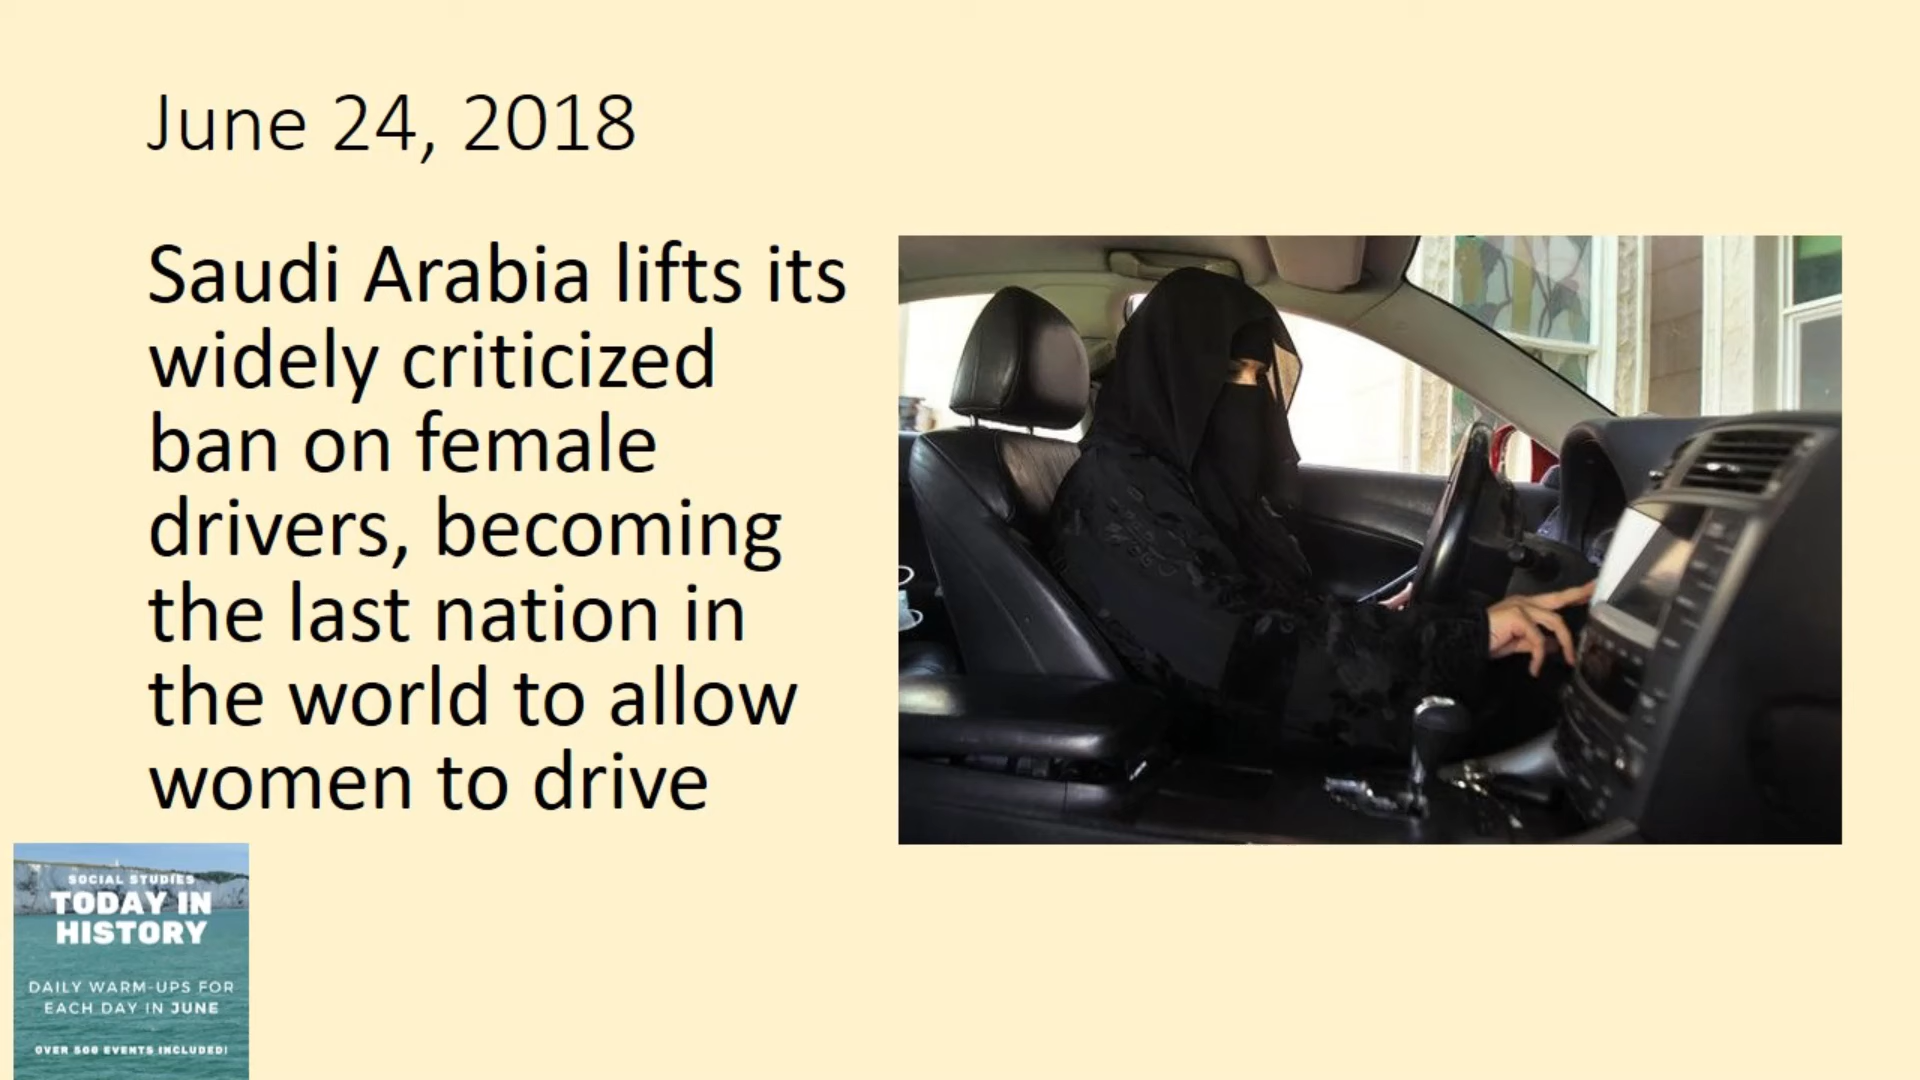 June 24, 2018
Saudi Arabia lifts its
widely criticized
ban on female
drivers, becoming
the last nation in
the world to allow
women to drive
SOCIAL STUDIES
TODAY IN
HISTORY
DAILY WARM-UPS FOR
EACH DAY IN JUNE
OVER 500 EVENTS INCLUDED!